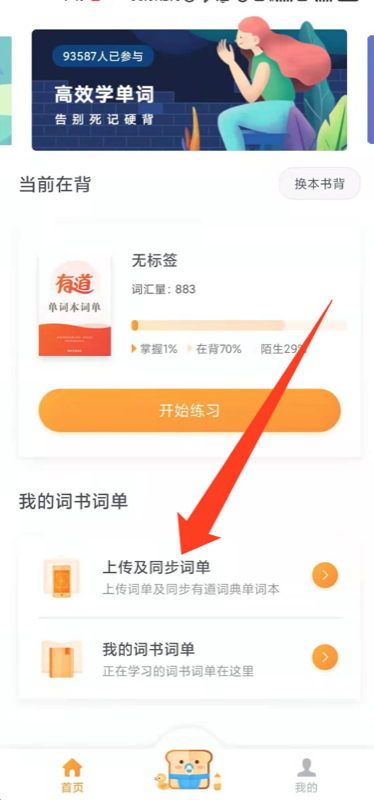 93587人已参与
高效学单词
告别死记硬背
当前在背
换本书背
有道
单词本词单
无标签
词汇量：883
掌握1% 在背70% 陌生29%
开始练习
我的词书词单
上传及同步词单
上传词单及同步有道词典单词本
我的词书词单
正在学习的词书词单在这里
首页
我的